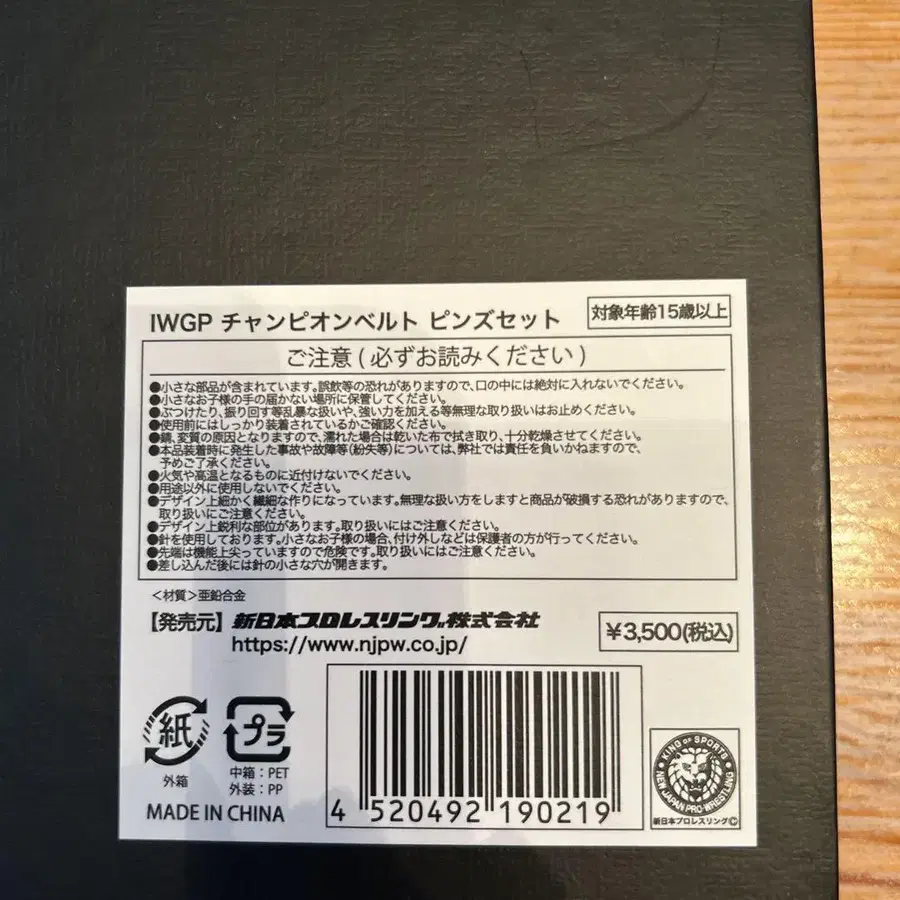 IWGP チャンピオンベルト ピンズセット
対象年齢15歳以上
ご注意 ( 必ずお読みください )
●小さな部品が含まれています。誤飲等の恐れがありますので、口の中には絶対に入れないでください。
●小さなお子様の手の届かない場所に保管してください。
●ぶつけたり、振り回す等乱暴な扱いや、強い力を加える等無理な取り扱いはお止めください。
●使用前にはしっかり装着されているかご確認ください。
●錆、変質の原因となりますので、濡れた場合は乾いた布で拭き取り、十分乾燥させてください。
●本品装着時に発生した事故や故障等(紛失等)については、弊社では責任を負いかねますので、
予めご了承ください。
●火気や高温となるものに近付けないでください。
●用途以外に使用しないでください。
●デザイン上細かく繊細な作りになっています。無理な扱い方をしますと商品が破損する恐れがありますので、
取り扱いにご注意ください。
●デザイン上鋭利な部位があります。取り扱いにはご注意ください。
●針を使用しております。小さなお子様の場合、付け外しなどは保護者の方が行ってください。
●先端は機能上尖っていますので危険です。取り扱いにはご注意ください。
●差し込んだ後には針の小さな穴が開きます。
＜材質＞亜鉛合金
【発売元】新日本プロレスリング㈱株式会社
https://www.njpw.co.jp/
￥3,500(税込)
紙
外箱
プラ
中箱：PET
外装：PP
MADE IN CHINA
4 520492 190219
KING OF SPORTS
NEW JAPAN PRO-WRESTLING
新日本プロレスリング©